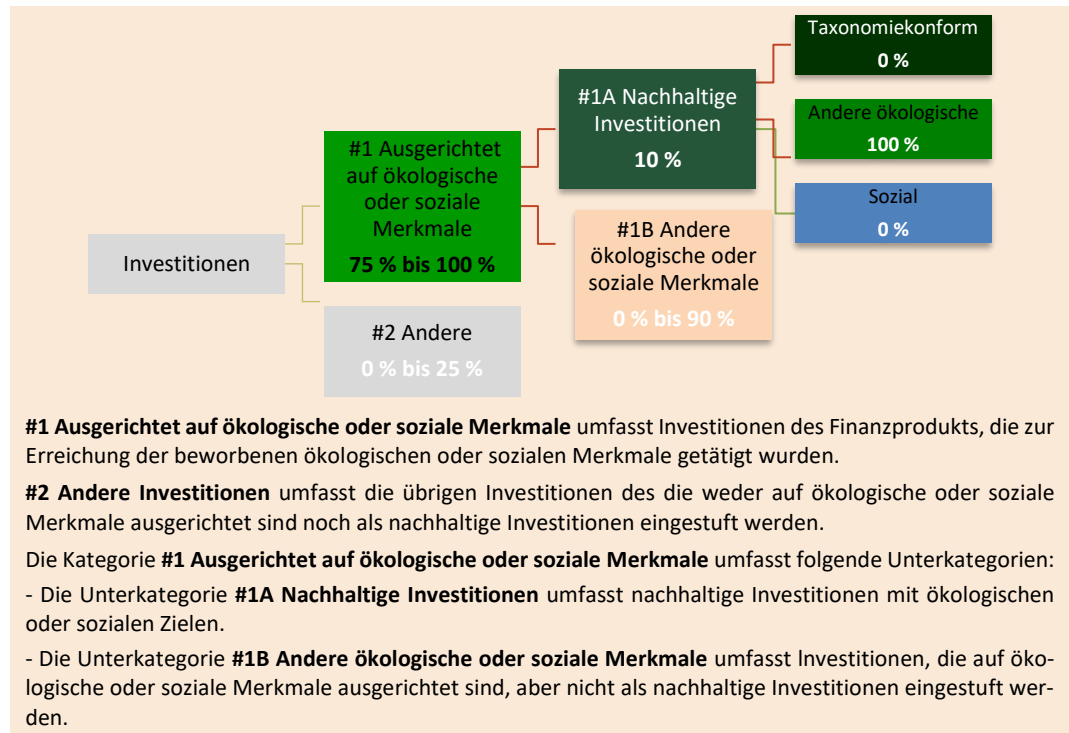 Taxonomiekonform
0 %
#1A Nachhaltige
Investitionen
10 %
Andere ökologische
100 %
#1 Ausgerichtet
auf ökologische
oder soziale
Merkmale
75 % bis 100 %
Sozial
0 %
#1B Andere
ökologische oder
soziale Merkmale
0 % bis 90 %
Investitionen
#2 Andere
0 % bis 25 %
#1 Ausgerichtet auf ökologische oder soziale Merkmale umfasst Investitionen des Finanzprodukts, die zur
Erreichung der beworbenen ökologischen oder sozialen Merkmale getätigt wurden.
#2 Andere Investitionen umfasst die übrigen Investitionen des die weder auf ökologische oder soziale
Merkmale ausgerichtet sind noch als nachhaltige Investitionen eingestuft werden.
Die Kategorie #1 Ausgerichtet auf ökologische oder soziale Merkmale umfasst folgende Unterkategorien:
- Die Unterkategorie #1A Nachhaltige Investitionen umfasst nachhaltige Investitionen mit ökologischen
oder sozialen Zielen.
- Die Unterkategorie #1B Andere ökologische oder soziale Merkmale umfasst lnvestitionen, die auf öko-
logische oder soziale Merkmale ausgerichtet sind, aber nicht als nachhaltige Investitionen eingestuft wer-
den.